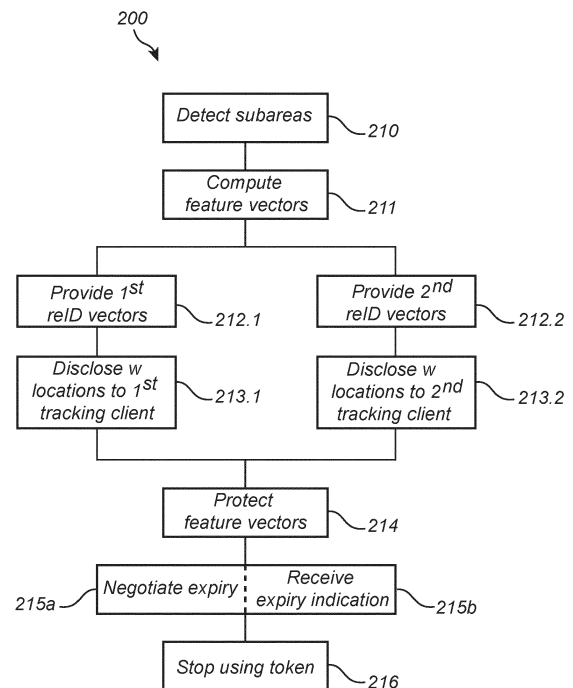 200
Detect subareas
210
Compute
feature vectors
211
Provide 1st
reID vectors
212.1
Provide 2nd
reID vectors
212.2
Disclose w
locations to 1st
tracking client
213.1
Disclose w
locations to 2nd
tracking client
213.2
Protect
feature vectors
214
215a
Negotiate expiry
Receive
expiry indication
215b
Stop using token
216